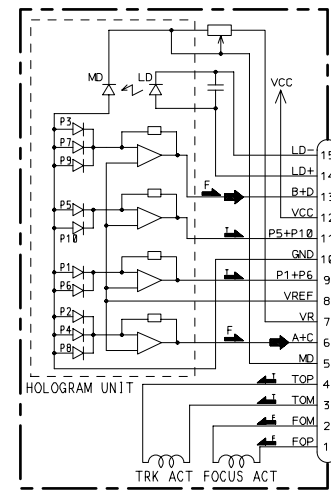 MD LD
VCC
P3
P7
P9
P5
P10
P1
P6
P2
P4
P8
F
T
T
F
LD- 15
LD+ 14
B+D 13
VCC 12
P5+P10 11
GND 10
P1+P6 9
VREF 8
VR 7
A+C 6
MD 5
TOP 4
T
TOM 3
T
FOM 2
F
FOP 1
F
HOLOGRAM UNIT
TRK ACT FOCUS ACT